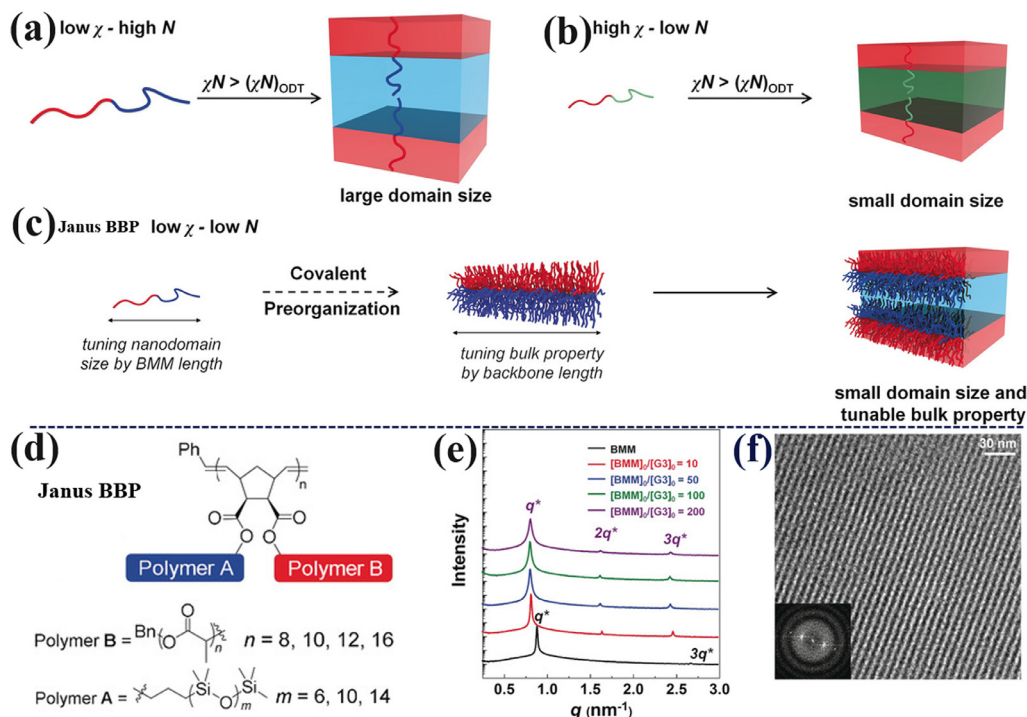 (a) low χ - high N
χN > (χN)ODT
large domain size
(b) high χ - low N
χN > (χN)ODT
small domain size
(c) Janus BBP low χ - low N
tuning nanodomain
size by BMM length
Covalent
Preorganization
tuning bulk property
by backbone length
small domain size and
tunable bulk property
(d)
Janus BBP
Ph
n
O
O
O
O
Polymer A
Polymer B
Polymer B = Bn(O
O
)n n = 8, 10, 12, 16
Polymer A = (Si O)m Si m = 6, 10, 14
(e)
BMM
[BMM]0/[G3]0 = 10
[BMM]0/[G3]0 = 50
[BMM]0/[G3]0 = 100
[BMM]0/[G3]0 = 200
q*
2q*
3q*
q*
3q*
Intensity
0.5 1.0 1.5 2.0 2.5 3.0
q (nm⁻¹)
(f)
30 nm